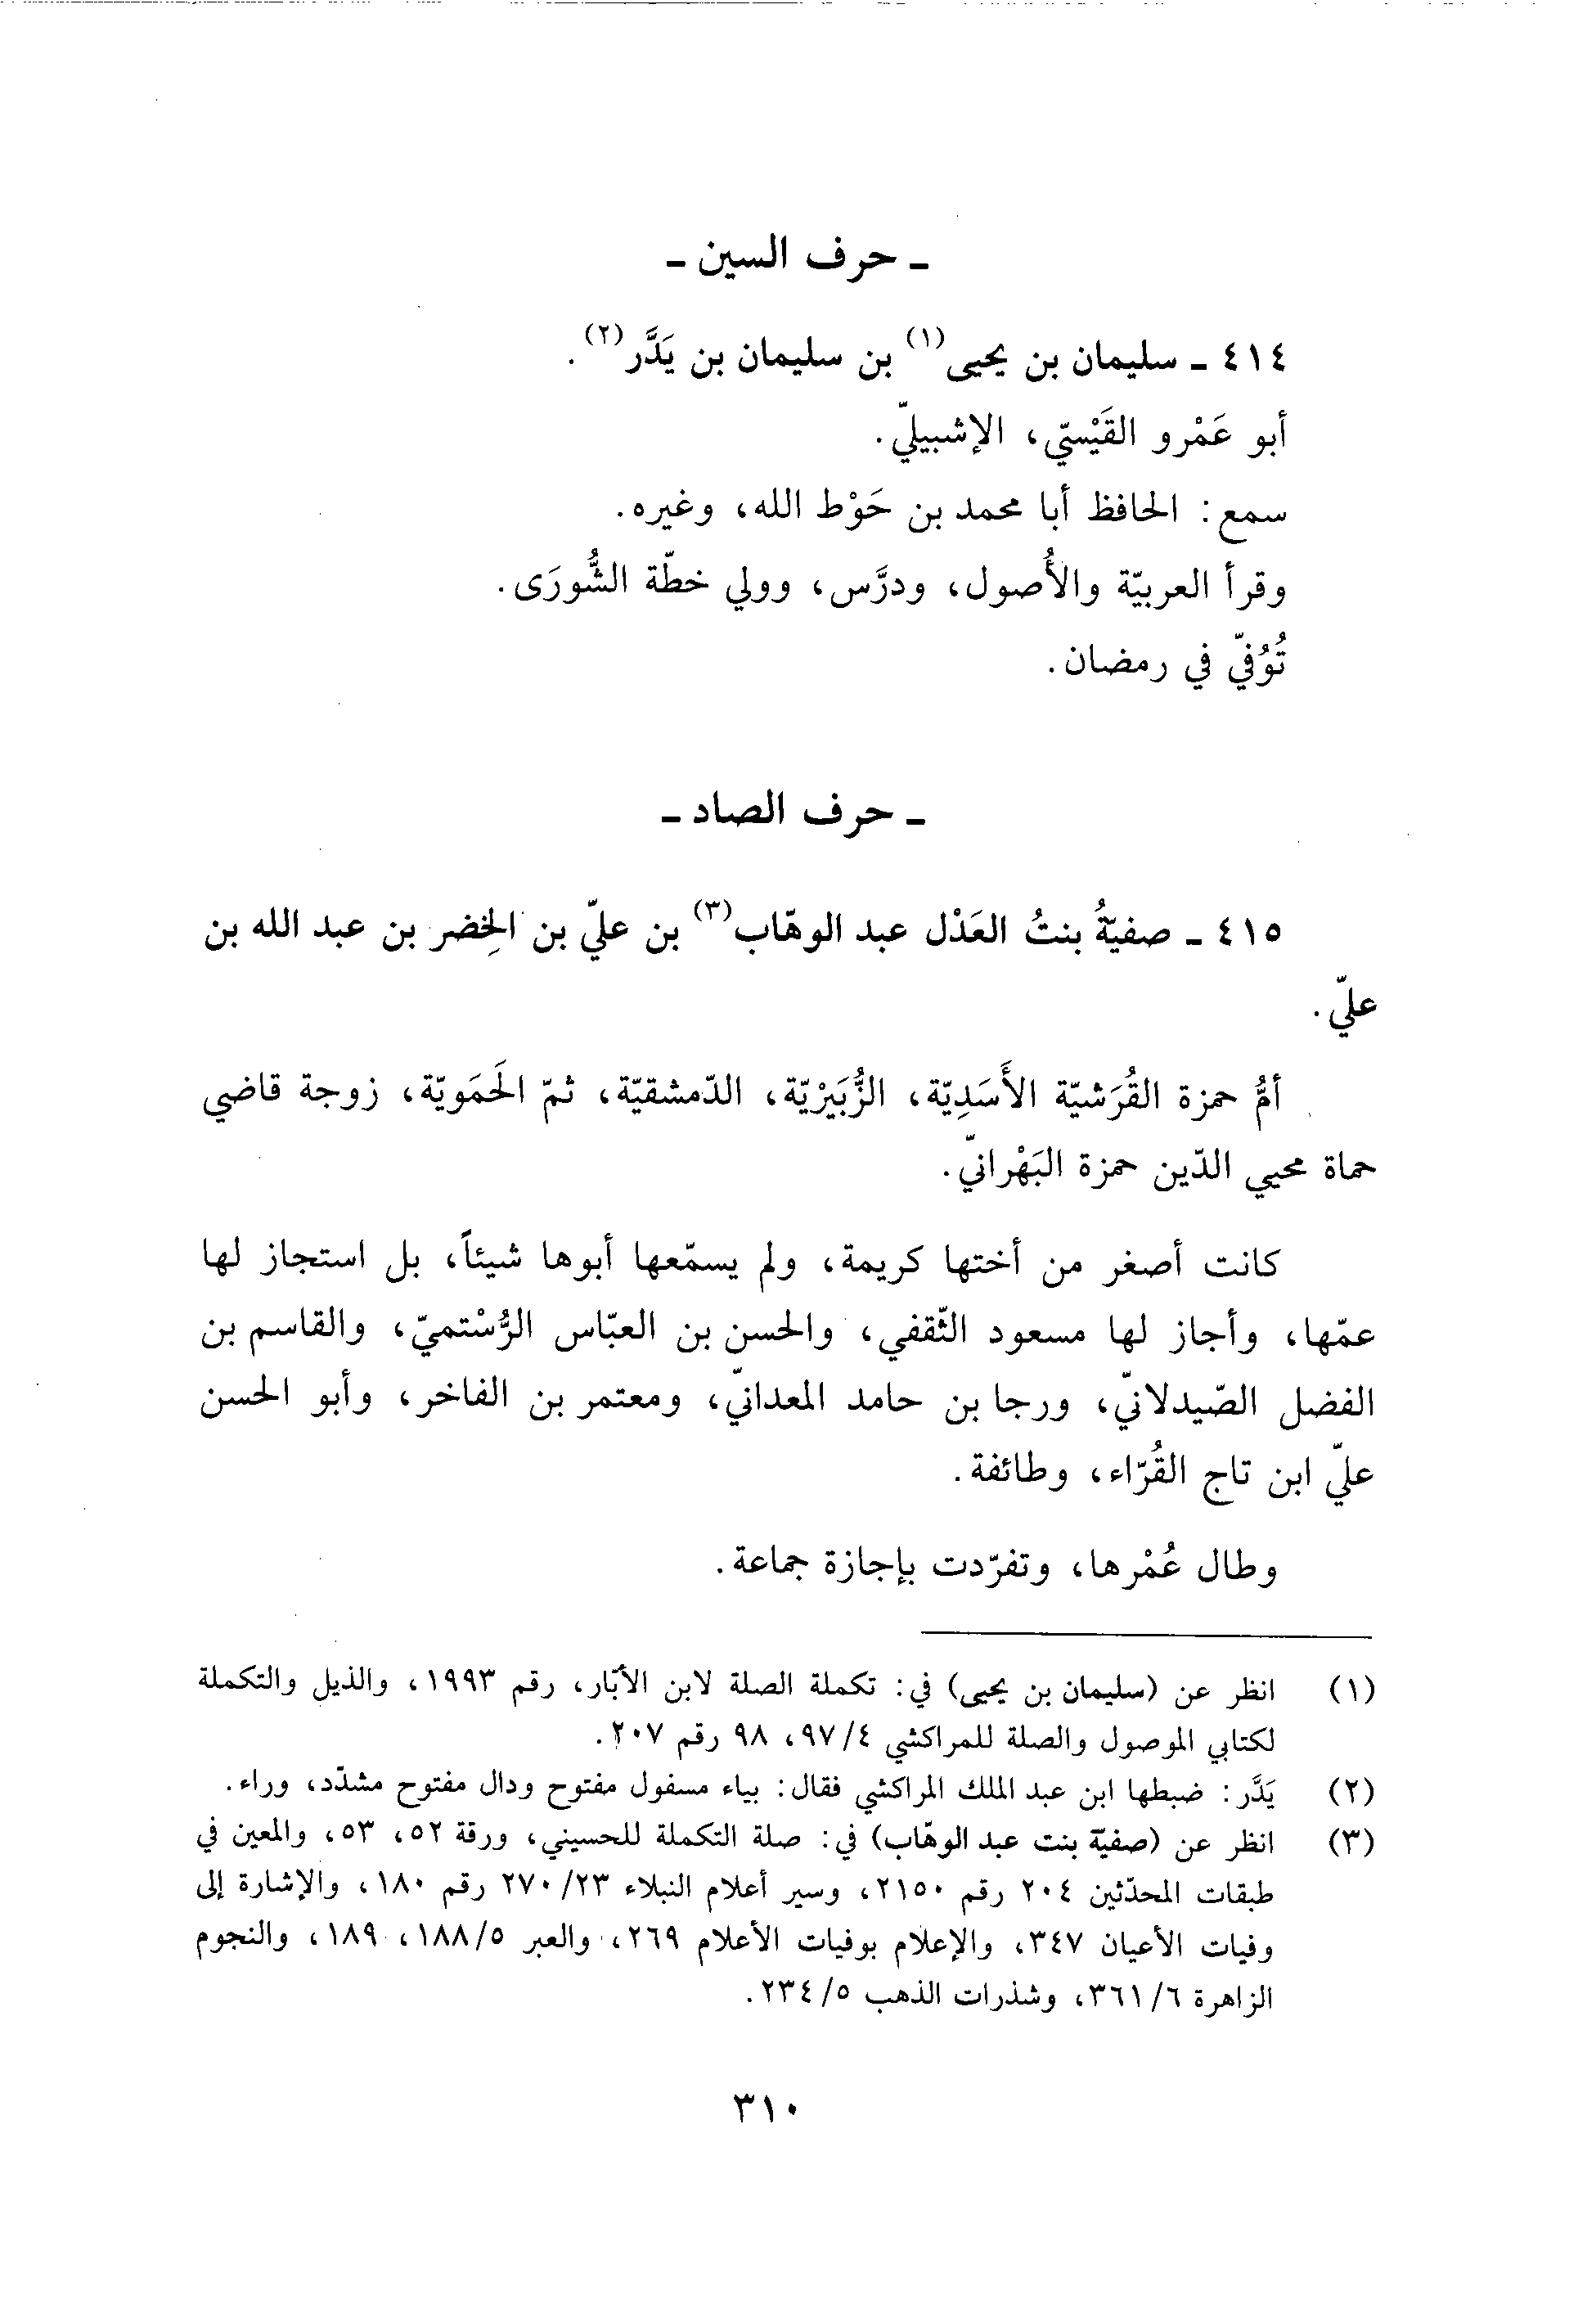 ـ حرف السين ـ
٤١٤ ـ سليمان بن يحيى(١) بن سليمان بن يَدَّر(٢).
أبو عَمْرو القَيْسيّ، الإشبيليّ.
سمع: الحافظ أبا محمد بن حَوْط الله، وغيره.
وقرأ العربيّة والأُصول، ودرَّس، وولي خطّة الشُّورَى.
تُوُفيّ في رمضان.
ـ حرف الصاد ـ
٤١٥ ـ صفيّةُ بنتُ العَدْل عبد الوهّاب(٣) بن عليّ بن الخِضر بن عبد الله بن
عليّ.
أمُّ حمزة القُرَشيّة الأَسَدِيّة، الزُّبَيْريّة، الدّمشقيّة، ثمّ الحَمَويّة، زوجة قاضي
حماة محيي الدّين حمزة البَهْرانيّ.
كانت أصغر من أختها كريمة، ولم يسمّعها أبوها شيئاً، بل استجاز لها
عمّها، وأجاز لها مسعود الثّقفي، والحسن بن العبّاس الرُّسْتميّ، والقاسم بن
الفضل الصّيدلانيّ، ورجا بن حامد المعدانيّ، ومعتمر بن الفاخر، وأبو الحسن
عليّ ابن تاج القُرّاء، وطائفة.
وطال عُمْرها، وتفرّدت بإجازة جماعة.
(١) انظر عن (سليمان بن يحيى) في: تكملة الصلة لابن الأبّار، رقم ١٩٩٣، والذيل والتكملة
لكتابي الموصول والصلة للمراكشي ٤/ ٩٧، ٩٨ رقم ٢٠٧.
(٢) يَدَّر: ضبطها ابن عبد الملك المراكشي فقال: بياء مسفول مفتوح ودال مفتوح مشدّد، وراء.
(٣) انظر عن (صفيّة بنت عبد الوهّاب) في: صلة التكملة للحسيني، ورقة ٥٢، ٥٣، والمعين في
طبقات المحدّثين ٢٠٤ رقم ٢١٥٠، وسير أعلام النبلاء ٢٣/ ٢٧٠ رقم ١٨٠، والإشارة إلى
وفيات الأعيان ٣٤٧، والإعلام بوفيات الأعلام ٢٦٩، والعبر ٥/ ١٨٨، ١٨٩، والنجوم
الزاهرة ٦/ ٣٦١، وشذرات الذهب ٥/ ٢٣٤.
٣١٠